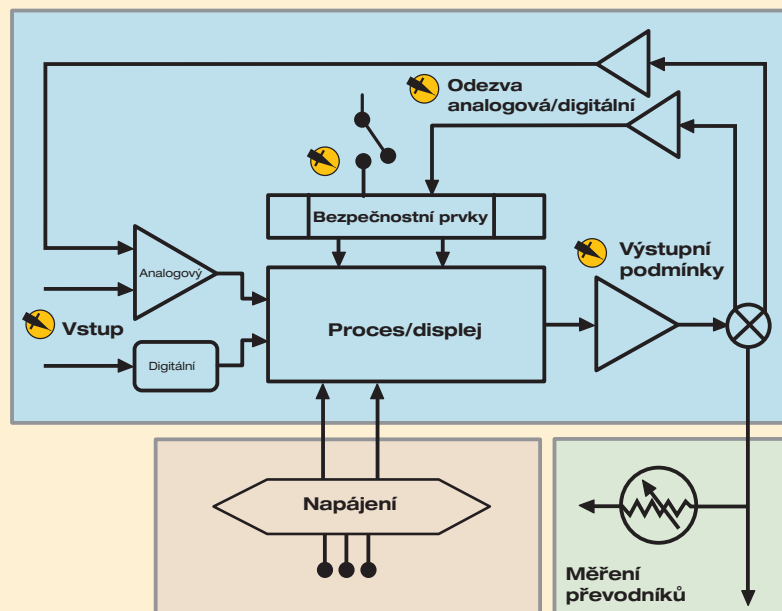 Odezva
analogová/digitální
Bezpečnostní prvky
Výstupní
podmínky
Analogový
Vstup
Proces/displej
Digitální
Napájení
Měření
převodníků